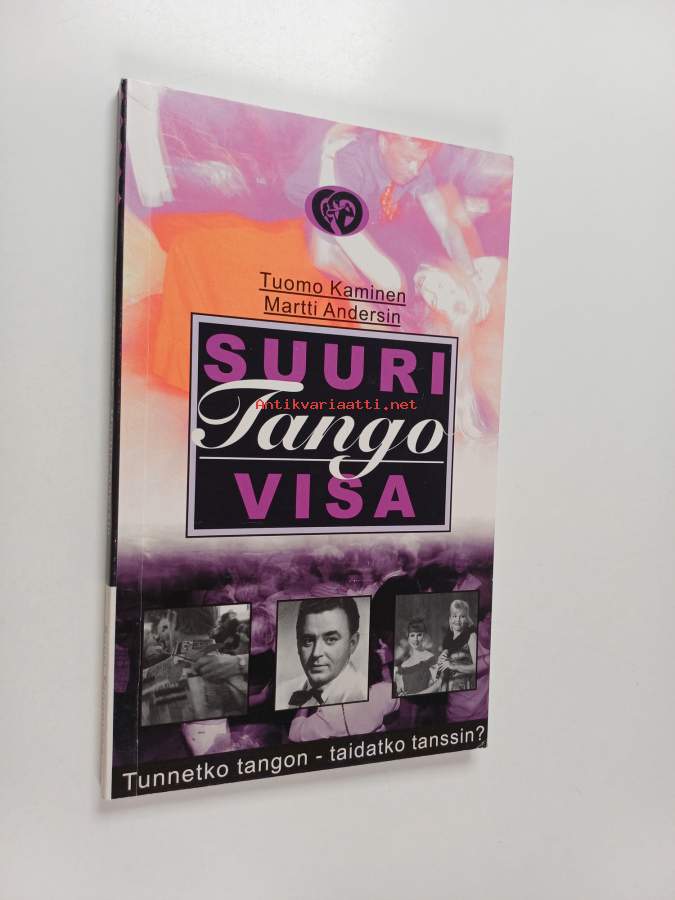 Tuomo Kaminen
Martti Andersin
SUURI
Antikvariaatti.net
Tango
VISA
Tunnetko tangon - taidatko tanssin?